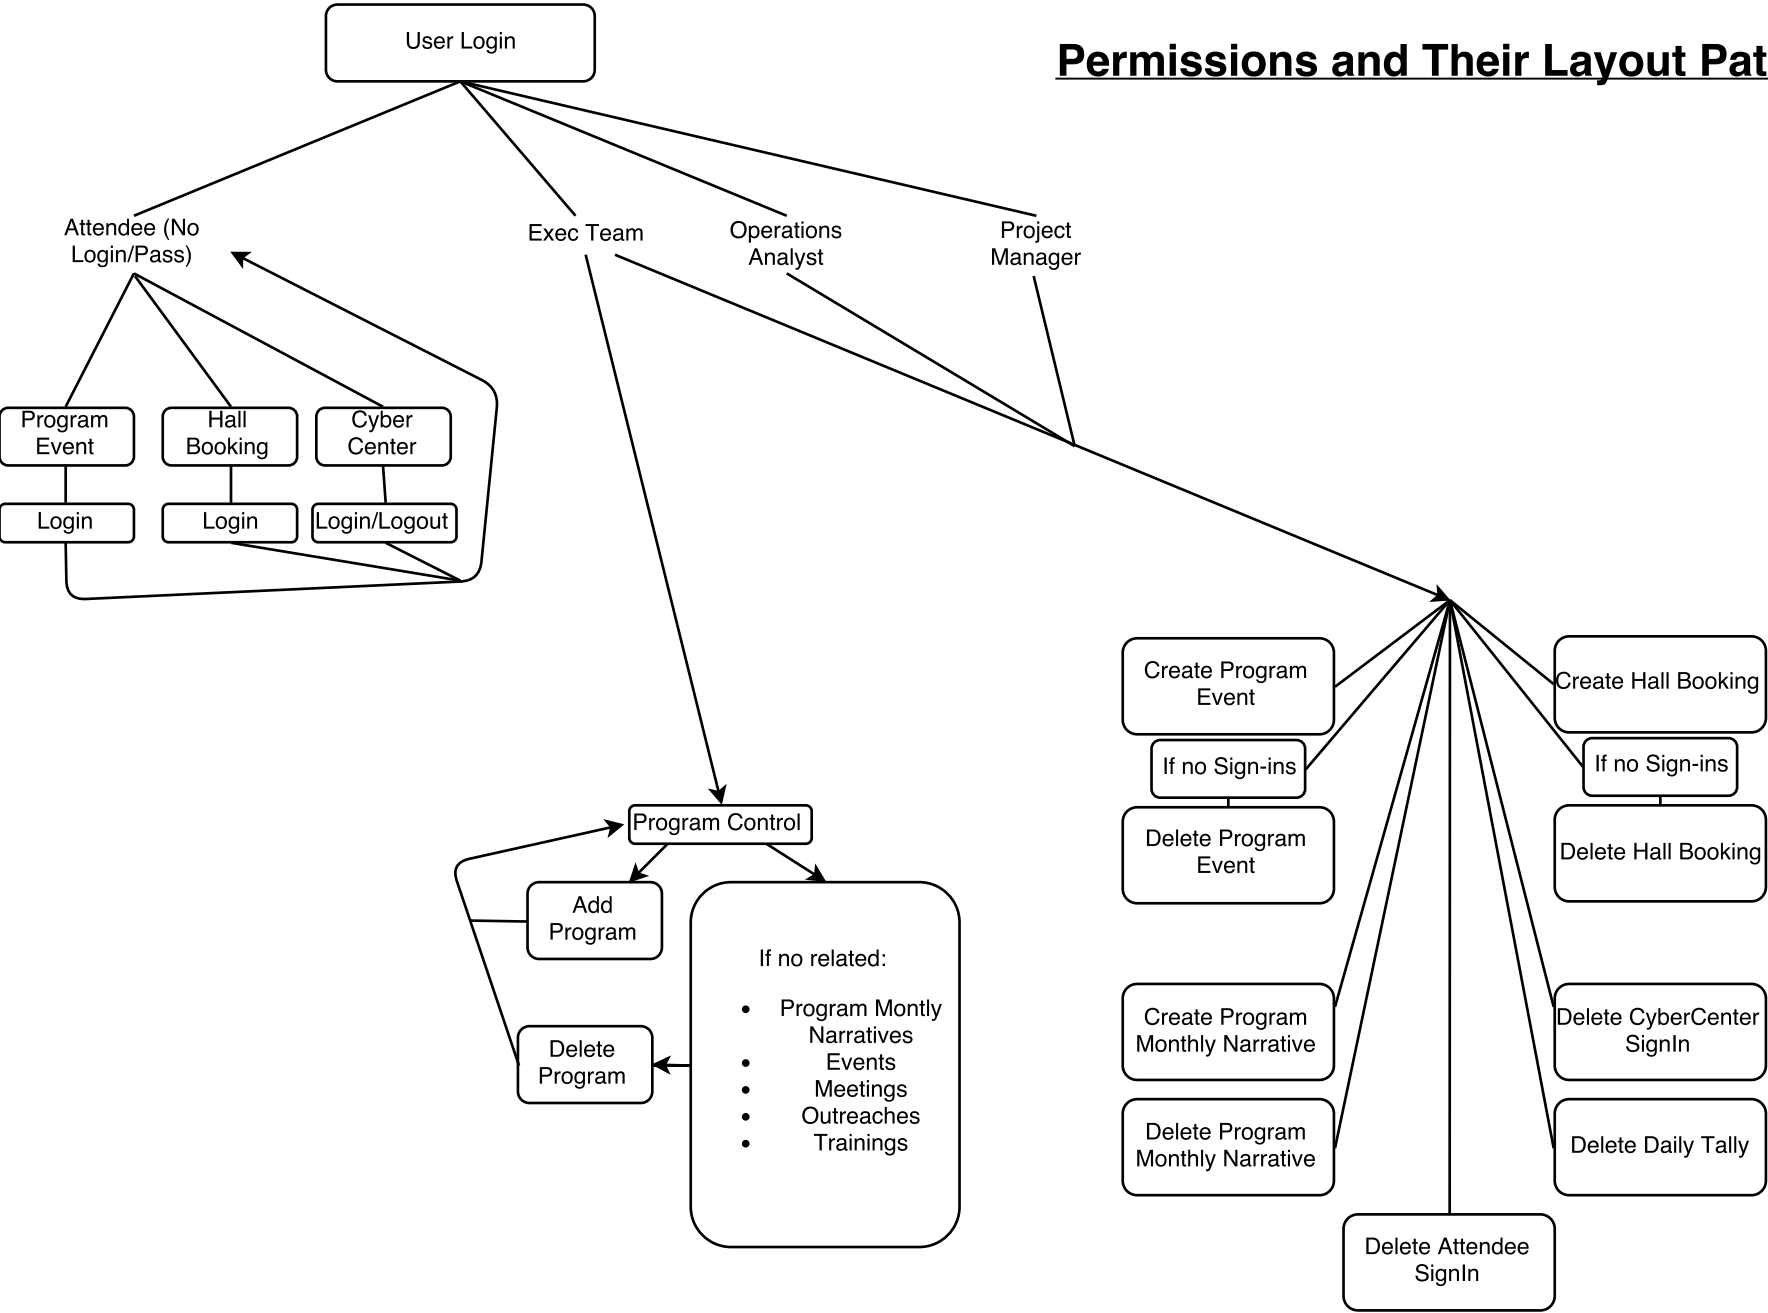 User Login
Permissions and Their Layout Pat
Attendee (No
Login/Pass)
Exec Team
Operations
Analyst
Project
Manager
Program
Event
Hall
Booking
Cyber
Center
Login
Login
Login/Logout
Create Program
Event
Create Hall Booking
If no Sign-ins
If no Sign-ins
Delete Program
Event
Delete Hall Booking
Program Control
Add
Program
If no related:
• Program Montly
Narratives
• Events
• Meetings
• Outreaches
• Trainings
Delete
Program
Create Program
Monthly Narrative
Delete CyberCenter
SignIn
Delete Program
Monthly Narrative
Delete Daily Tally
Delete Attendee
SignIn